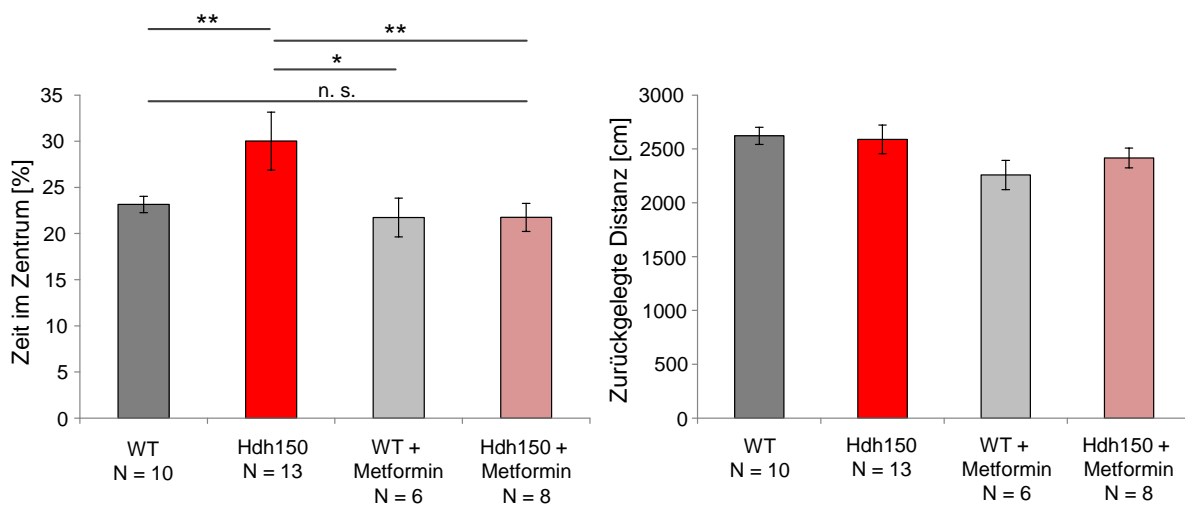 ** **
*
n. s.
Zeit im Zentrum [%]
35
30
25
20
15
10
5
0
WT
N = 10
Hdh150
N = 13
WT +
Metformin
N = 6
Hdh150 +
Metformin
N = 8
Zurückgelegte Distanz [cm]
3000
2500
2000
1500
1000
500
0
WT
N = 10
Hdh150
N = 13
WT +
Metformin
N = 6
Hdh150 +
Metformin
N = 8